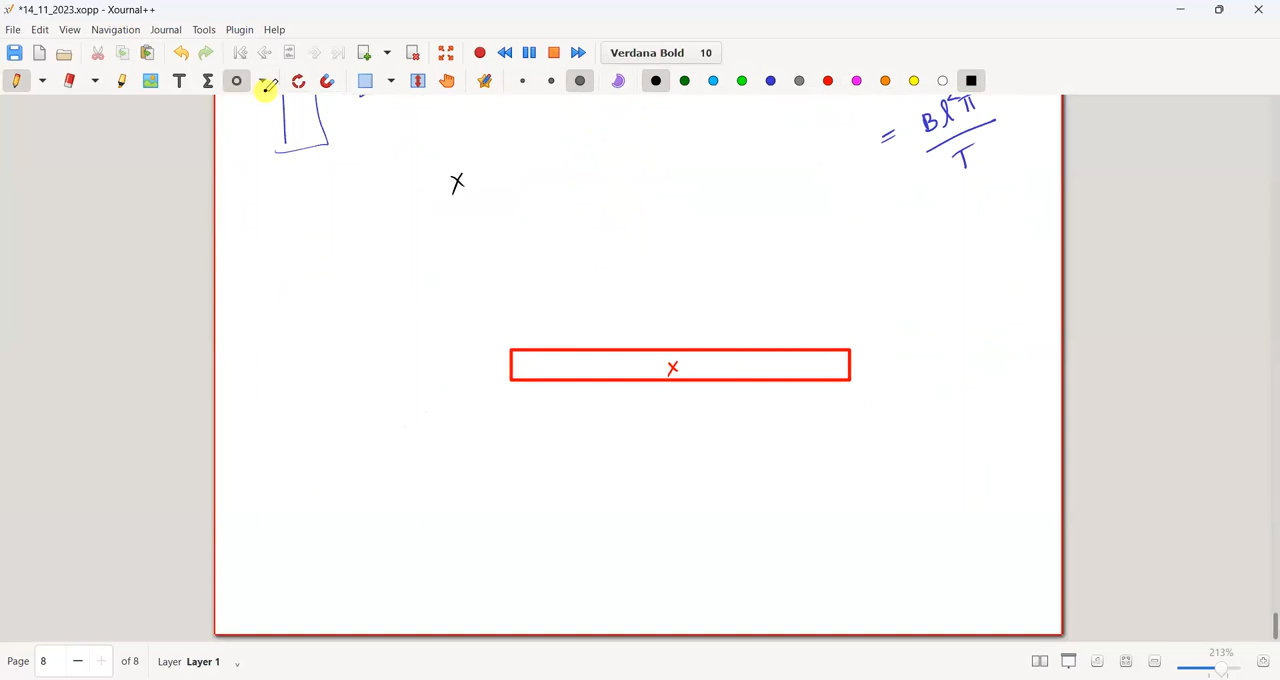 *14_11_2023.xopp - Xournal++
File Edit View Navigation Journal Tools Plugin Help
Verdana Bold 10
= Bl²π
T
x
x
Page 8 of 8 Layer Layer 1
213%